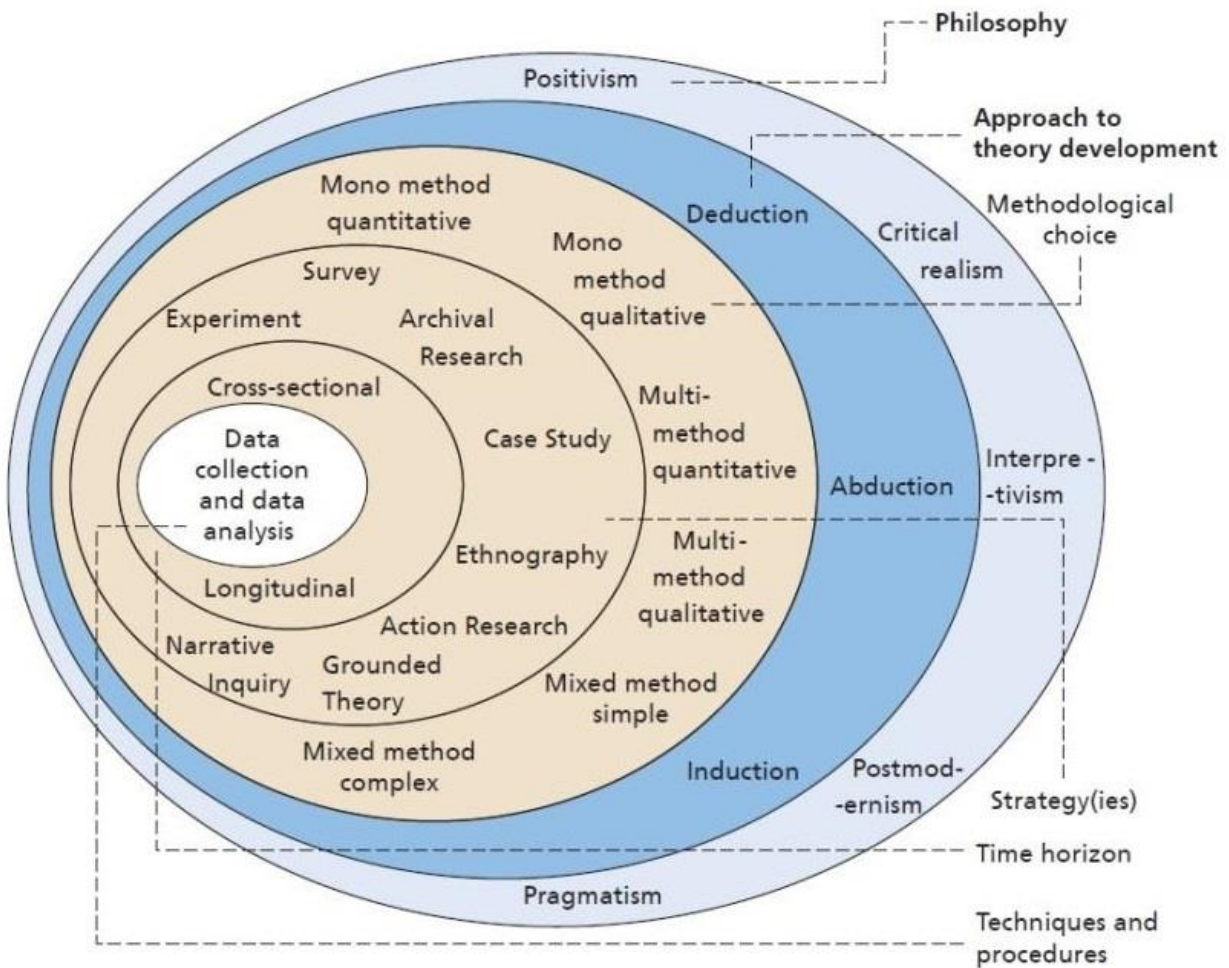 Philosophy
Positivism
Approach to
theory development
Deduction
Methodological
choice
Critical
realism
Mono method
quantitative
Mono
method
qualitative
Survey
Experiment
Archival
Research
Cross-sectional
Multi-
method
quantitative
Data
collection
and data
analysis
Case Study
Abduction
Interpre -
-tivism
Ethnography
Multi-
method
qualitative
Longitudinal
Action Research
Narrative
Inquiry
Grounded
Theory
Mixed method
simple
Mixed method
complex
Induction
Postmod-
-ernism
Strategy(ies)
Time horizon
Pragmatism
Techniques and
procedures